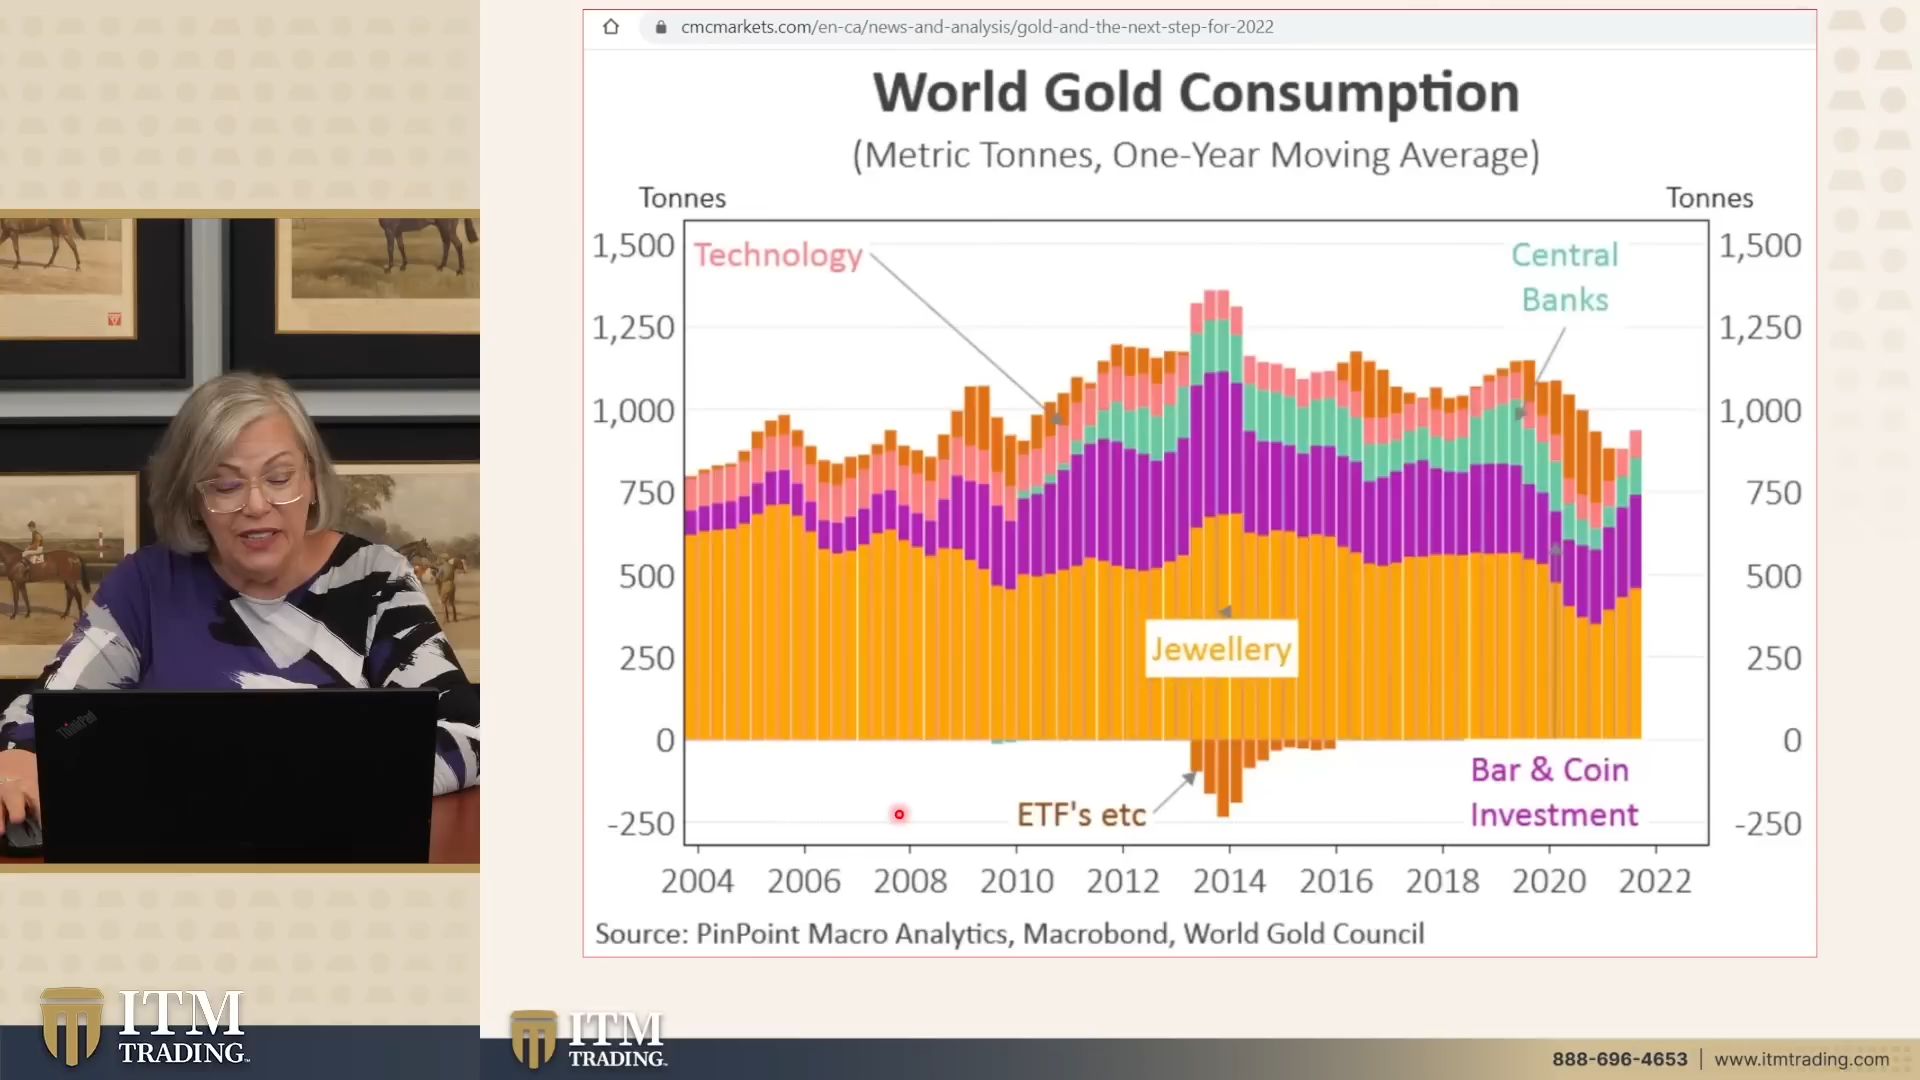 cmcmarkets.com/en-ca/news-and-analysis/gold-and-the-next-step-for-2022
World Gold Consumption
(Metric Tonnes, One-Year Moving Average)
Tonnes
Tonnes
1,500
1,250
1,000
750
500
250
0
-250
Technology
Central
Banks
Jewellery
ETF's etc
Bar & Coin
Investment
1,500
1,250
1,000
750
500
250
0
-250
2004 2006 2008 2010 2012 2014 2016 2018 2020 2022
Source: PinPoint Macro Analytics, Macrobond, World Gold Council
ThinkPad
ITM
TRADING™
ITM
TRADING™
888-696-4653 | www.itmtrading.com